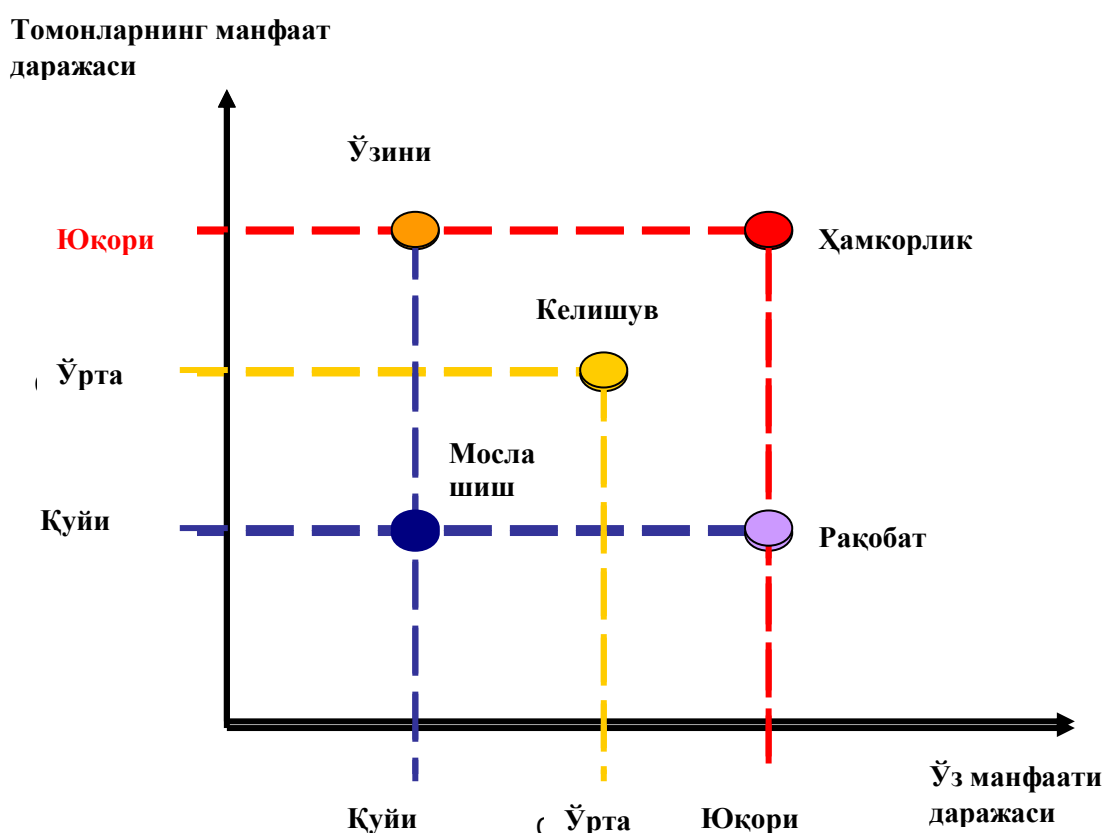 Томонларнинг манфаат
даражаси
Ўзини
Юқори
Ҳамкорлик
Келишув
Ўрта
Мосла
шиш
Қуйи
Рақобат
Ўз манфаати
даражаси
Қуйи
Ўрта
Юқори